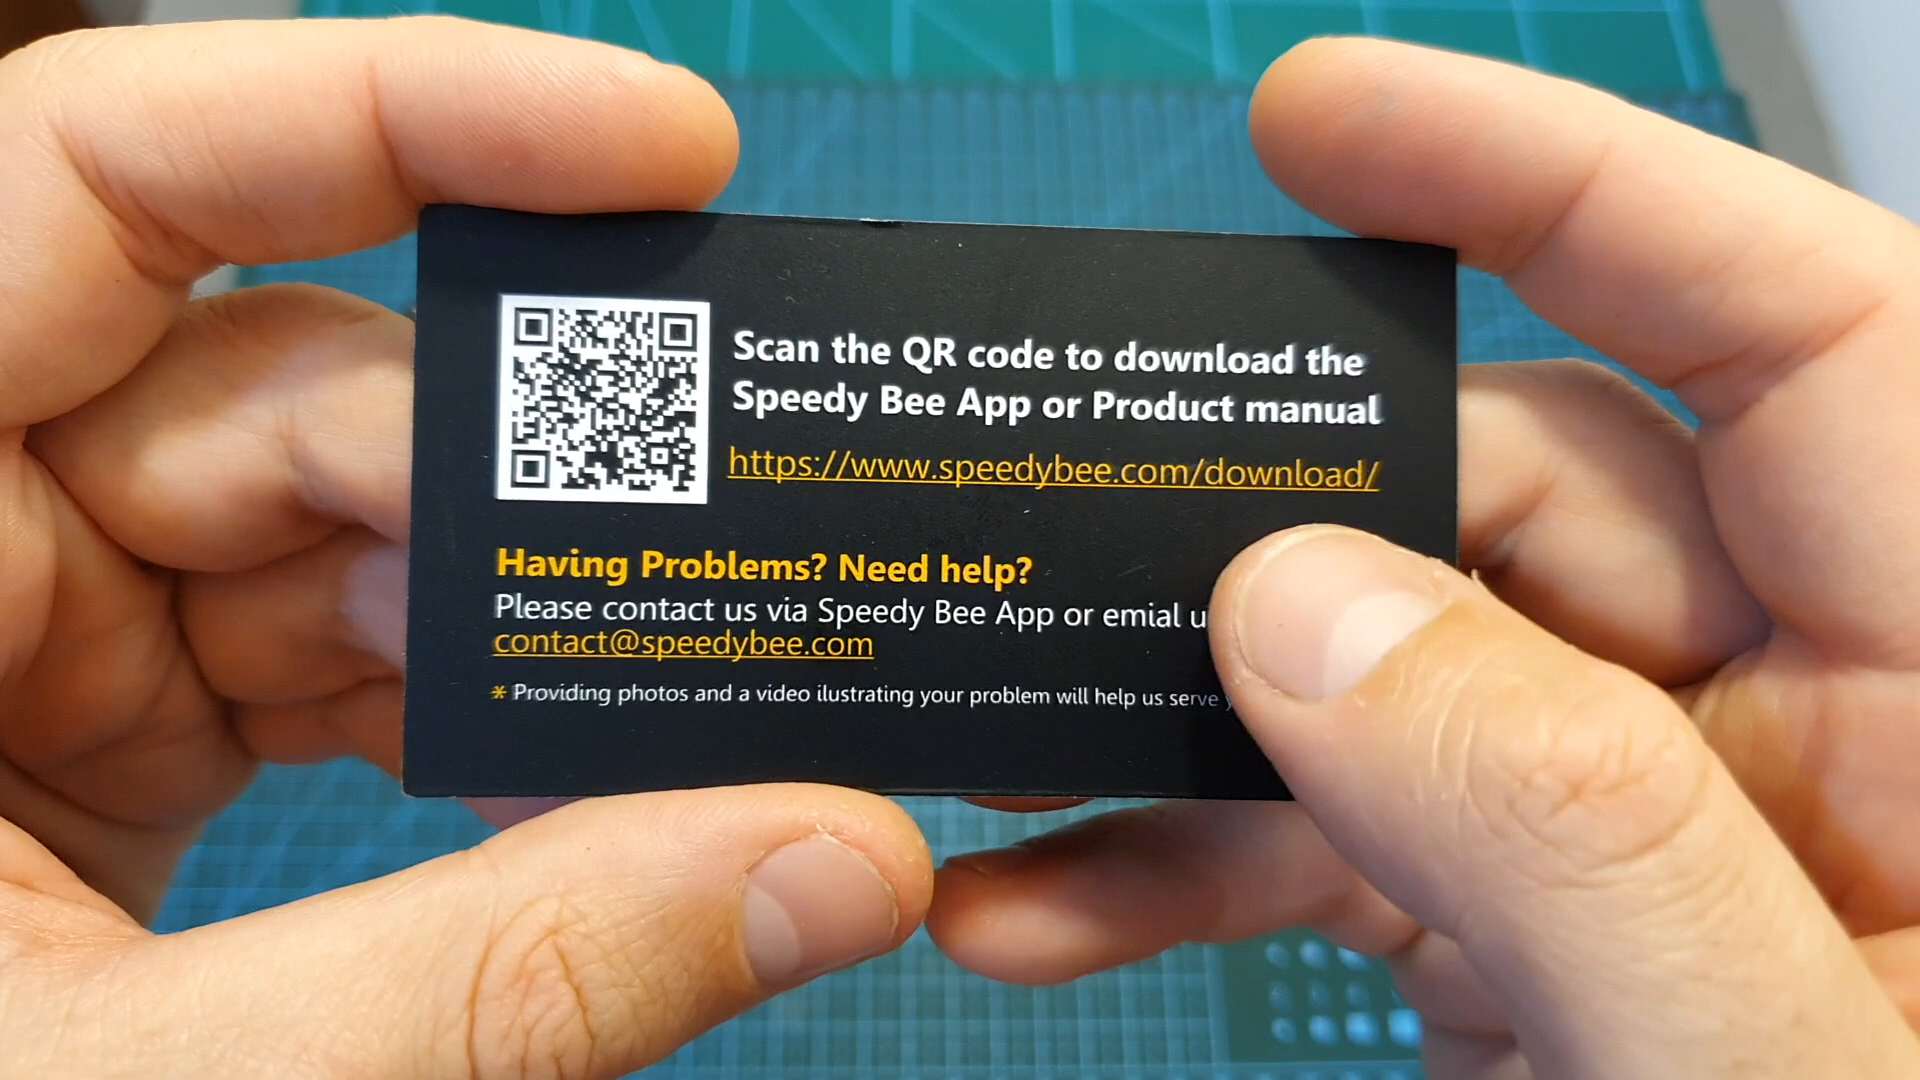 Scan the QR code to download the
Speedy Bee App or Product manual
https://www.speedybee.com/download/
Having Problems? Need help?
Please contact us via Speedy Bee App or emial u
contact@speedybee.com
* Providing photos and a video ilustrating your problem will help us serve